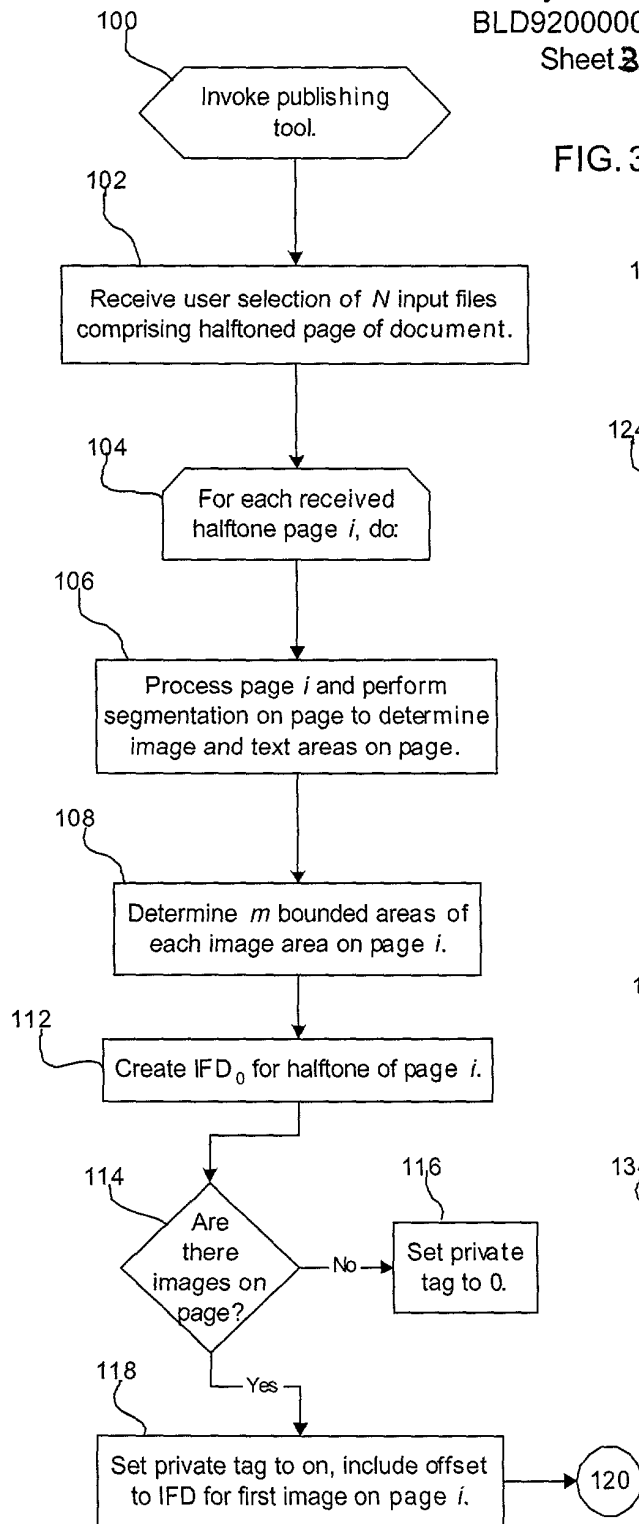 100
BLD9200000
Sheet
Invoke publishing
tool.
FIG. 3
102
Receive user selection of N input files
comprising halftoned page of document.
104
For each received
halftone page i, do:
124
106
Process page i and perform
segmentation on page to determine
image and text areas on page.
108
Determine m bounded areas of
each image area on page i.
112
Create IFD0 for halftone of page i.
114
Are
there
images on
page?
No
116
Set private
tag to 0.
134
Yes
118
Set private tag to on, include offset
to IFD for first image on page i.
120